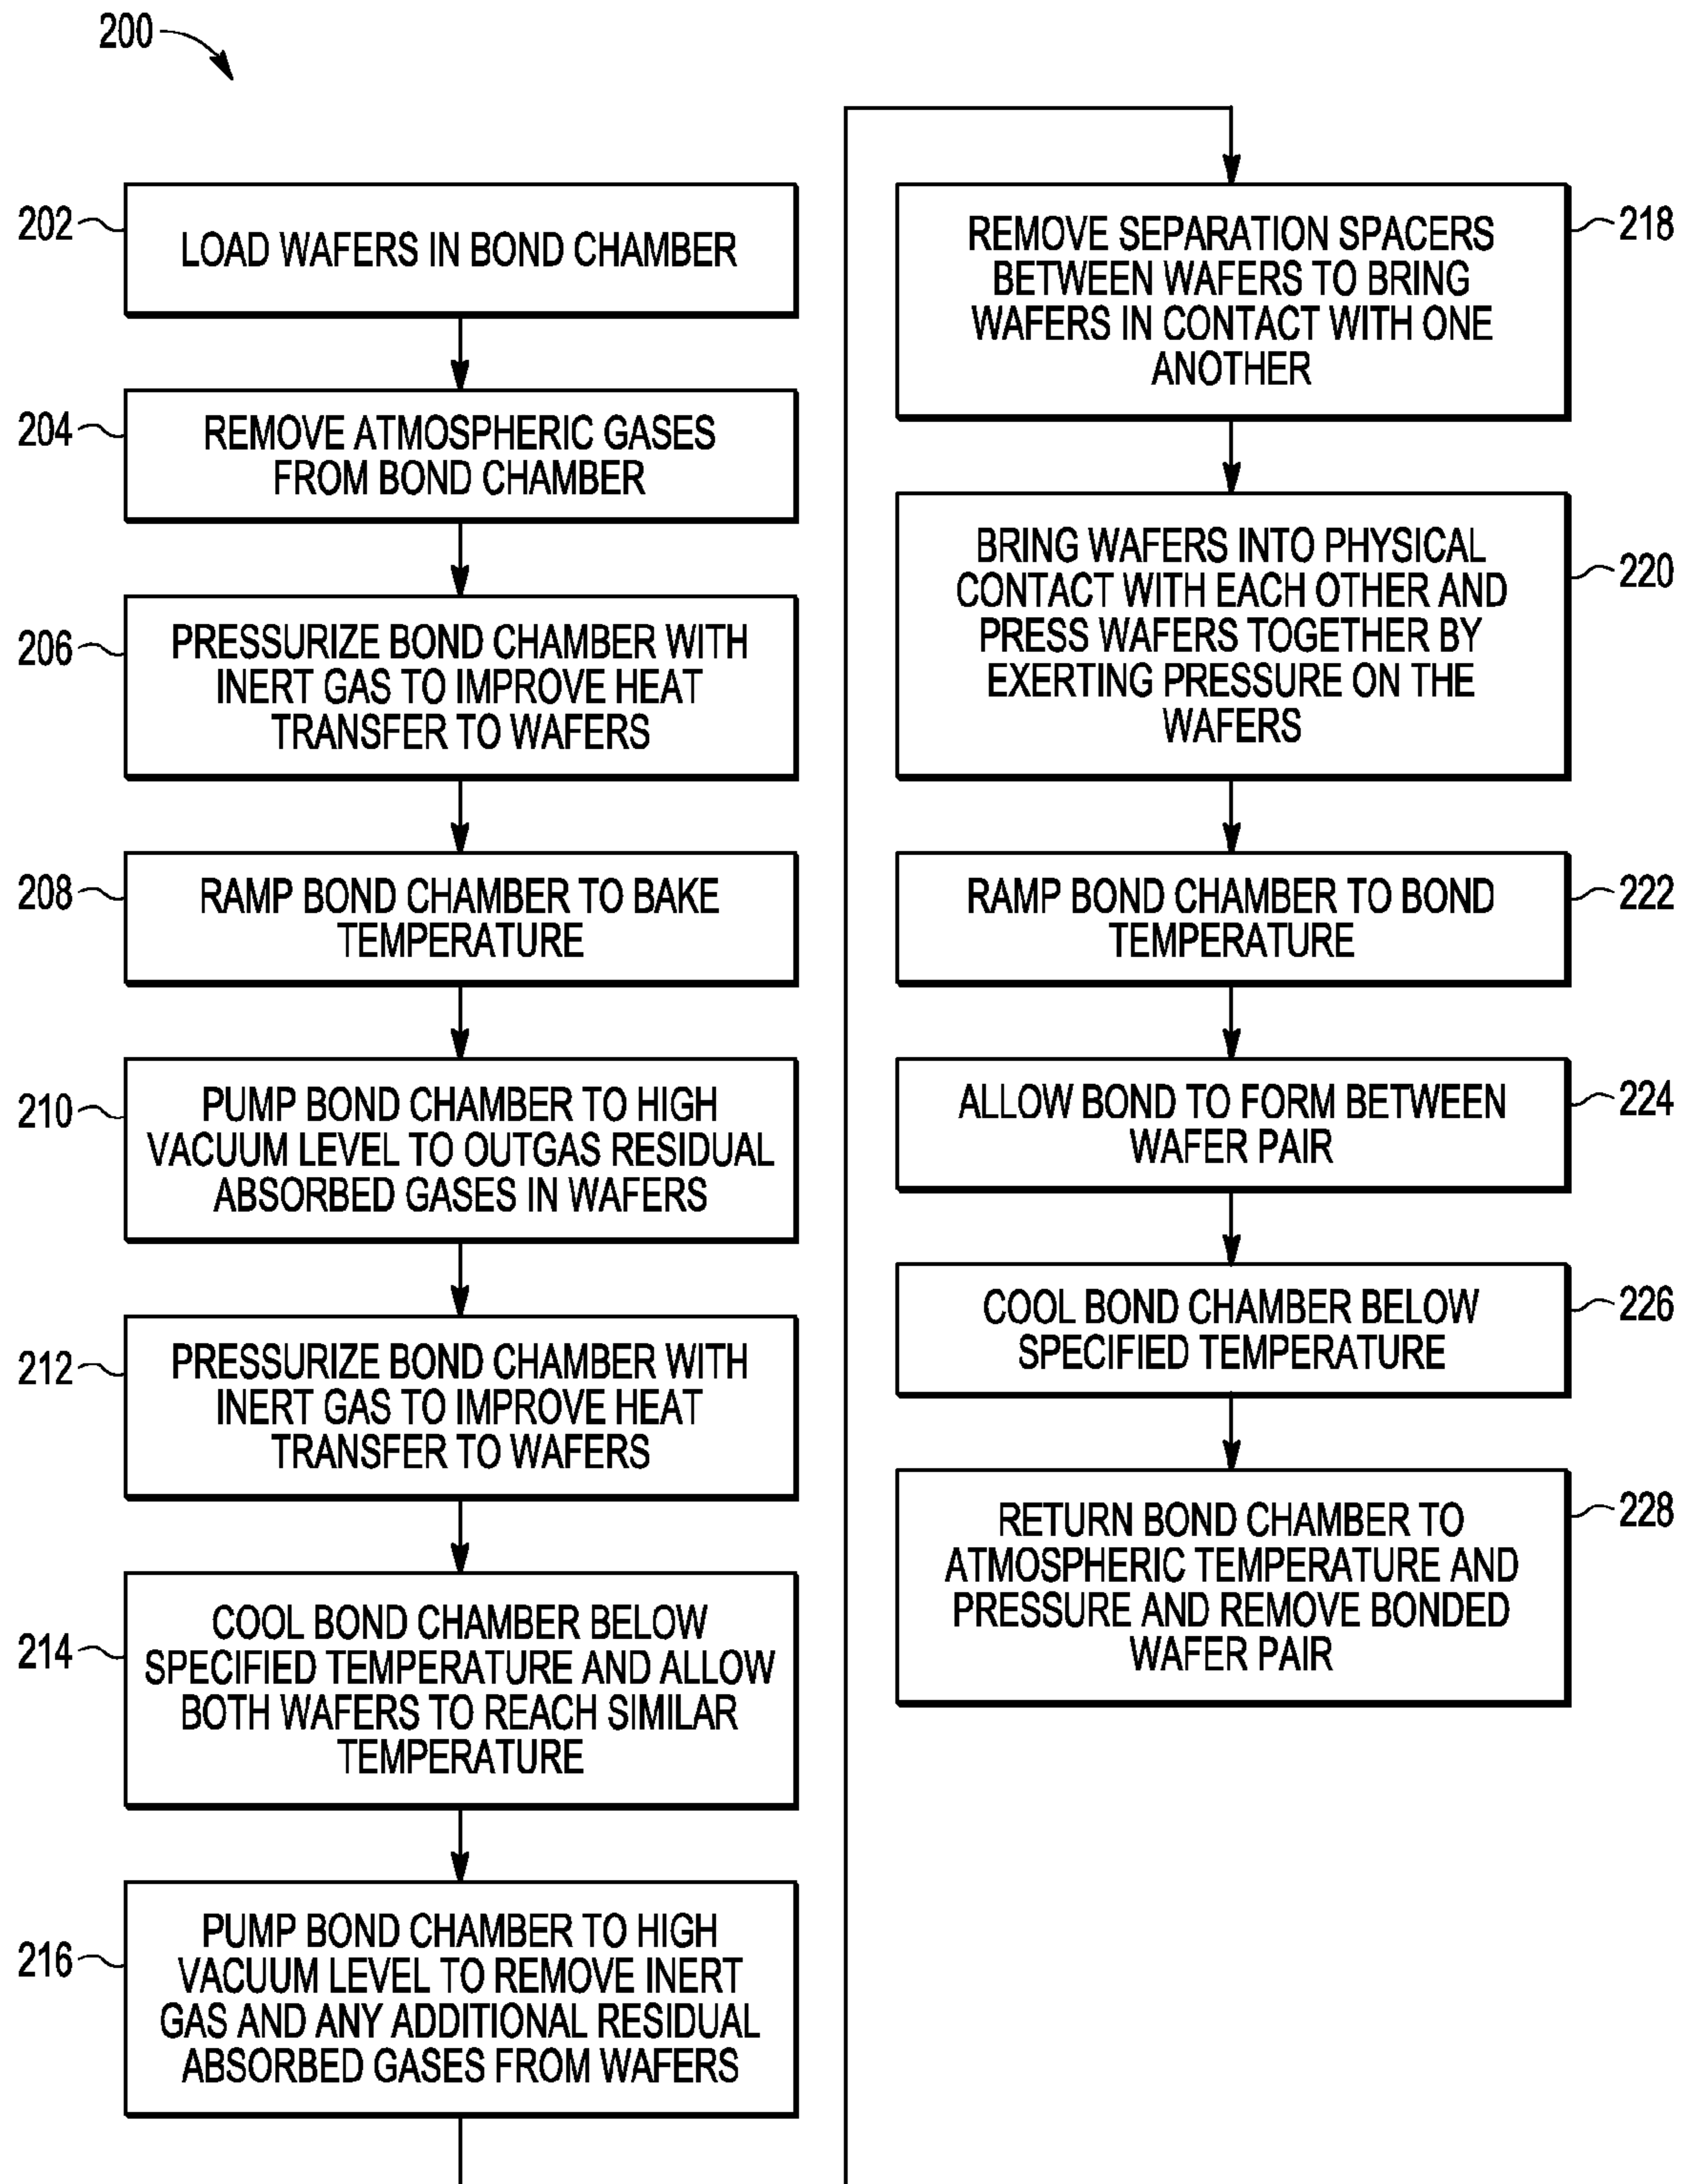 200
202
LOAD WAFERS IN BOND CHAMBER
204
REMOVE ATMOSPHERIC GASES
FROM BOND CHAMBER
206
PRESSURIZE BOND CHAMBER WITH
INERT GAS TO IMPROVE HEAT
TRANSFER TO WAFERS
208
RAMP BOND CHAMBER TO BAKE
TEMPERATURE
210
PUMP BOND CHAMBER TO HIGH
VACUUM LEVEL TO OUTGAS RESIDUAL
ABSORBED GASES IN WAFERS
212
PRESSURIZE BOND CHAMBER WITH
INERT GAS TO IMPROVE HEAT
TRANSFER TO WAFERS
214
COOL BOND CHAMBER BELOW
SPECIFIED TEMPERATURE AND ALLOW
BOTH WAFERS TO REACH SIMILAR
TEMPERATURE
216
PUMP BOND CHAMBER TO HIGH
VACUUM LEVEL TO REMOVE INERT
GAS AND ANY ADDITIONAL RESIDUAL
ABSORBED GASES FROM WAFERS
218
REMOVE SEPARATION SPACERS
BETWEEN WAFERS TO BRING
WAFERS IN CONTACT WITH ONE
ANOTHER
220
BRING WAFERS INTO PHYSICAL
CONTACT WITH EACH OTHER AND
PRESS WAFERS TOGETHER BY
EXERTING PRESSURE ON THE
WAFERS
222
RAMP BOND CHAMBER TO BOND
TEMPERATURE
224
ALLOW BOND TO FORM BETWEEN
WAFER PAIR
226
COOL BOND CHAMBER BELOW
SPECIFIED TEMPERATURE
228
RETURN BOND CHAMBER TO
ATMOSPHERIC TEMPERATURE AND
PRESSURE AND REMOVE BONDED
WAFER PAIR